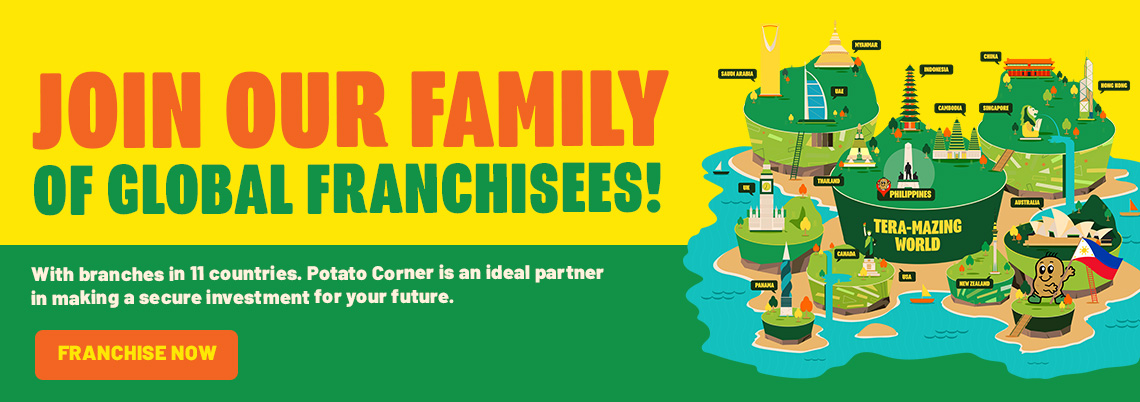 JOIN OUR FAMILY
OF GLOBAL FRANCHISEES!
With branches in 11 countries. Potato Corner is an ideal partner
in making a secure investment for your future.
FRANCHISE NOW
MYANMAR
SAUDI ARABIA
INDONESIA
CHINA
UAE
HONG KONG
CAMBODIA
SINGAPORE
THAILAND
UK
PHILIPPINES
AUSTRALIA
TERA-MAZING
WORLD
CANADA
USA
PANAMA
NEW ZEALAND